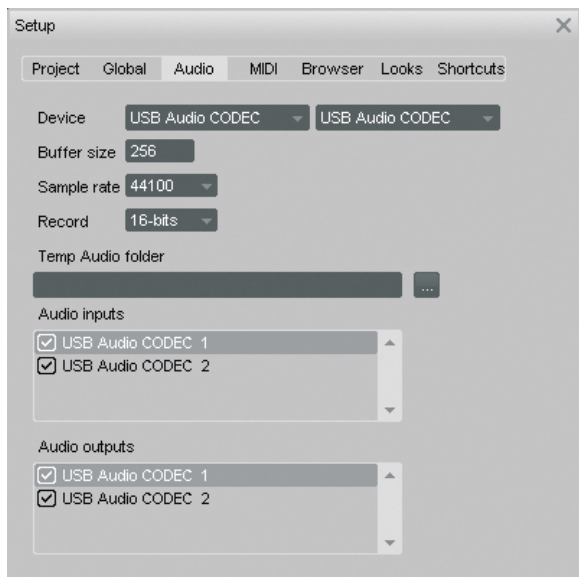 Setup
Project Global Audio MIDI Browser Looks Shortcuts
Device USB Audio CODEC USB Audio CODEC
Buffer size 256
Sample rate 44100
Record 16-bits
Temp Audio folder
...
Audio inputs
USB Audio CODEC 1
USB Audio CODEC 2
Audio outputs
USB Audio CODEC 1
USB Audio CODEC 2